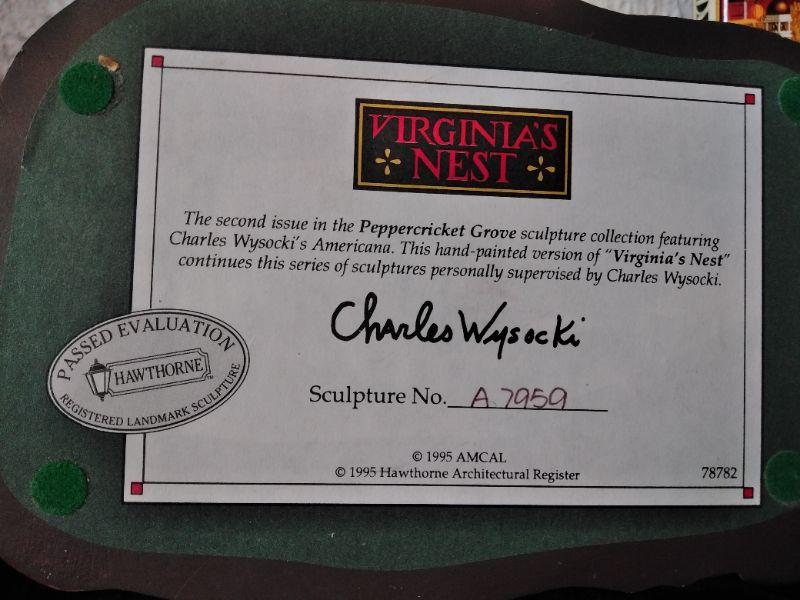 VIRGINIA'S
NEST
The second issue in the Peppercricket Grove sculpture collection featuring
Charles Wysocki's Americana. This hand-painted version of "Virginia's Nest"
continues this series of sculptures personally supervised by Charles Wysocki.
Charles Wysocki
PASSED EVALUATION
HAWTHORNE™
REGISTERED LANDMARK SCULPTURE
Sculpture No. A 7959
© 1995 AMCAL
© 1995 Hawthorne Architectural Register
78782